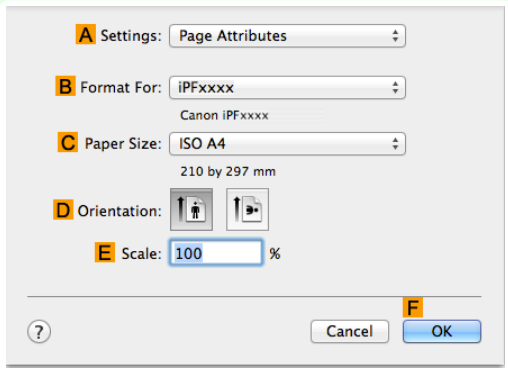 A Settings: Page Attributes
B Format For: iPFxxxx
Canon iPFxxxx
C Paper Size: ISO A4
210 by 297 mm
D Orientation:
E Scale: 100 %
F
? Cancel OK